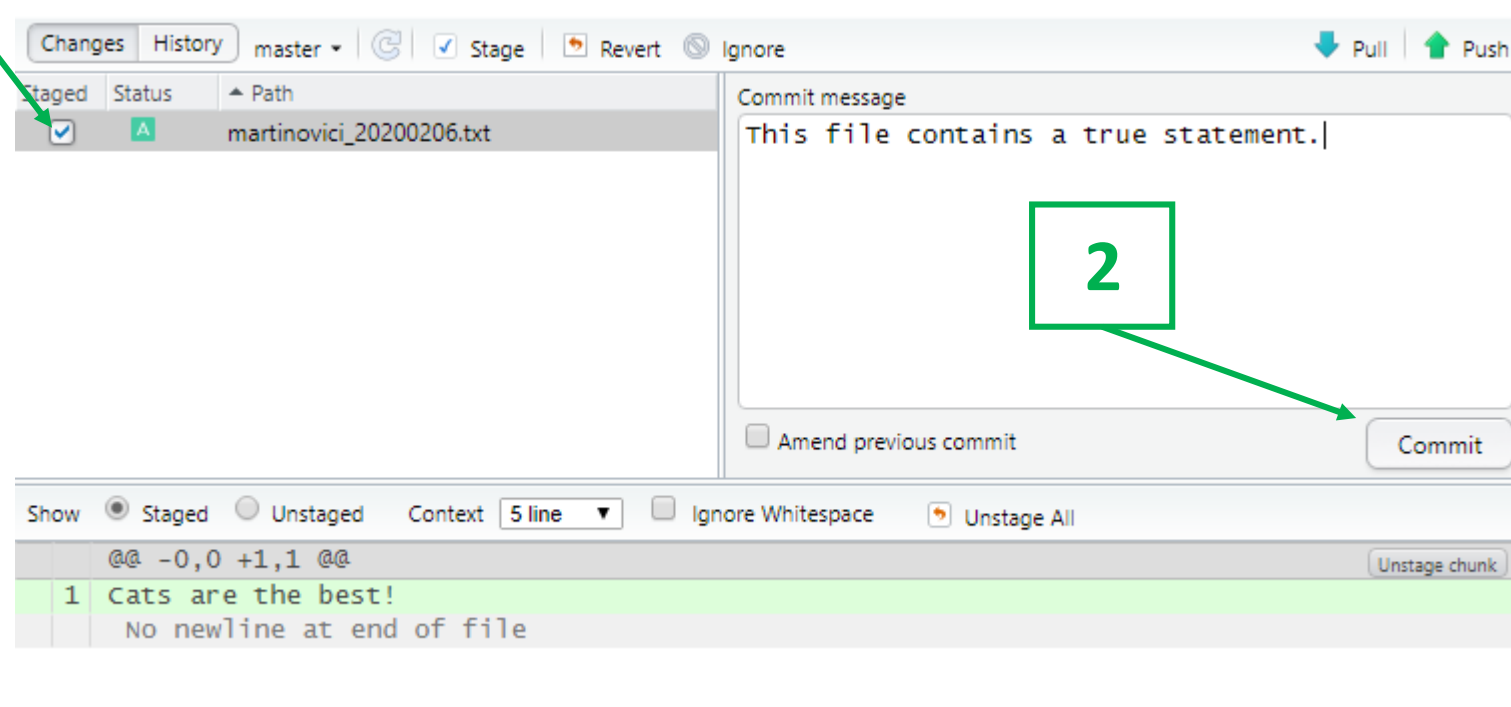 Changes History master Stage Revert Ignore Pull Push
Staged Status Path
martinovici_20200206.txt
Commit message
This file contains a true statement.
2
Amend previous commit Commit
Show Staged Unstaged Context 5 line Ignore Whitespace Unstage All
@@ -0,0 +1,1 @@ Unstage chunk
1 Cats are the best!
No newline at end of file